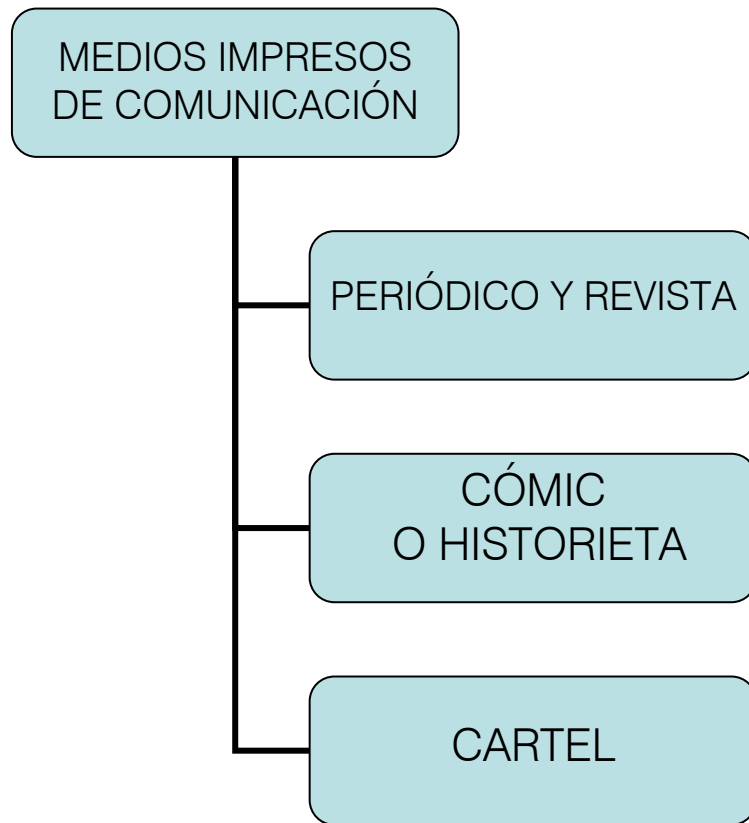 MEDIOS IMPRESOS
DE COMUNICACIÓN
PERIÓDICO Y REVISTA
CÓMIC
O HISTORIETA
CARTEL